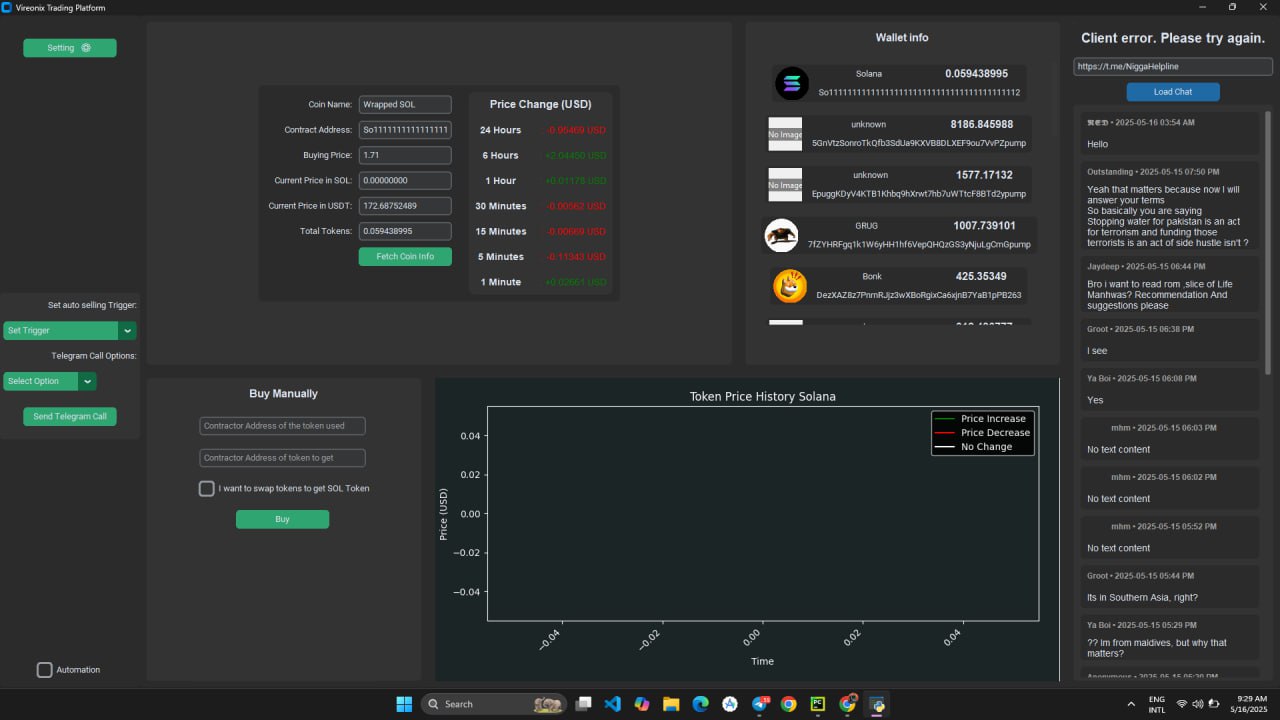 Vireonix Trading Platform
Setting
Set auto selling Trigger:
Set Trigger
Telegram Call Options:
Select Option
Send Telegram Call
Automation
Coin Name: Wrapped SOL
Contract Address: So1111111111111111
Buying Price: 1.71
Current Price in SOL: 0.00000000
Current Price in USDT: 172.68752489
Total Tokens: 0.059438995
Fetch Coin Info
Price Change (USD)
24 Hours -0.95469 USD
6 Hours +2.04450 USD
1 Hour +0.01178 USD
30 Minutes -0.00562 USD
15 Minutes -0.00669 USD
5 Minutes -0.11343 USD
1 Minute +0.02661 USD
Wallet info
Solana 0.059438995
So11111111111111111111111111111111111111112
No Image
unknown 8186.845988
5GnVtzSonroTkQfb3SdUa9KXVB8DLXEF9ou7VvPZpump
No Image
unknown 1577.17132
EpuggKDyV4KTB1Khbq9hXrwt7hb7uWTtcF8BTd2ypump
GRUG 1007.739101
7fZYHRFgq1k1W6yHH1hf6VepQHQzGS3yNjuLgCmGpump
Bonk 425.35349
DezXAZ8z7PnrnRJjz3wXBoRgixCa6xjnB7YaB1pPB263
Buy Manually
Contractor Address of the token used
Contractor Address of token to get
I want to swap tokens to get SOL Token
Buy
Token Price History Solana
Price Increase
Price Decrease
No Change
Price (USD)
0.04
0.02
0.00
−0.02
−0.04
−0.04
−0.02
0.00
0.02
0.04
Time
Client error. Please try again.
https://t.me/NiggaHelpline
Load Chat
• 2025-05-16 03:54 AM
Hello
Outstanding • 2025-05-15 07:50 PM
Yeah that matters because now I will
answer your terms
So basically you are saying
Stopping water for pakistan is an act
for terrorism and funding those
terrorists is an act of side hustle isn't ?
Jaydeep • 2025-05-15 06:44 PM
Bro i want to read rom ,slice of Life
Manhwas? Recommendation And
suggestions please
Groot • 2025-05-15 06:38 PM
I see
Ya Boi • 2025-05-15 06:08 PM
Yes
mhm • 2025-05-15 06:03 PM
No text content
mhm • 2025-05-15 06:02 PM
No text content
mhm • 2025-05-15 05:52 PM
No text content
Groot • 2025-05-15 05:44 PM
Its in Southern Asia, right?
Ya Boi • 2025-05-15 05:29 PM
?? Im from maldives, but why that
matters?
Search
ENG
INTL
9:29 AM
5/16/2025